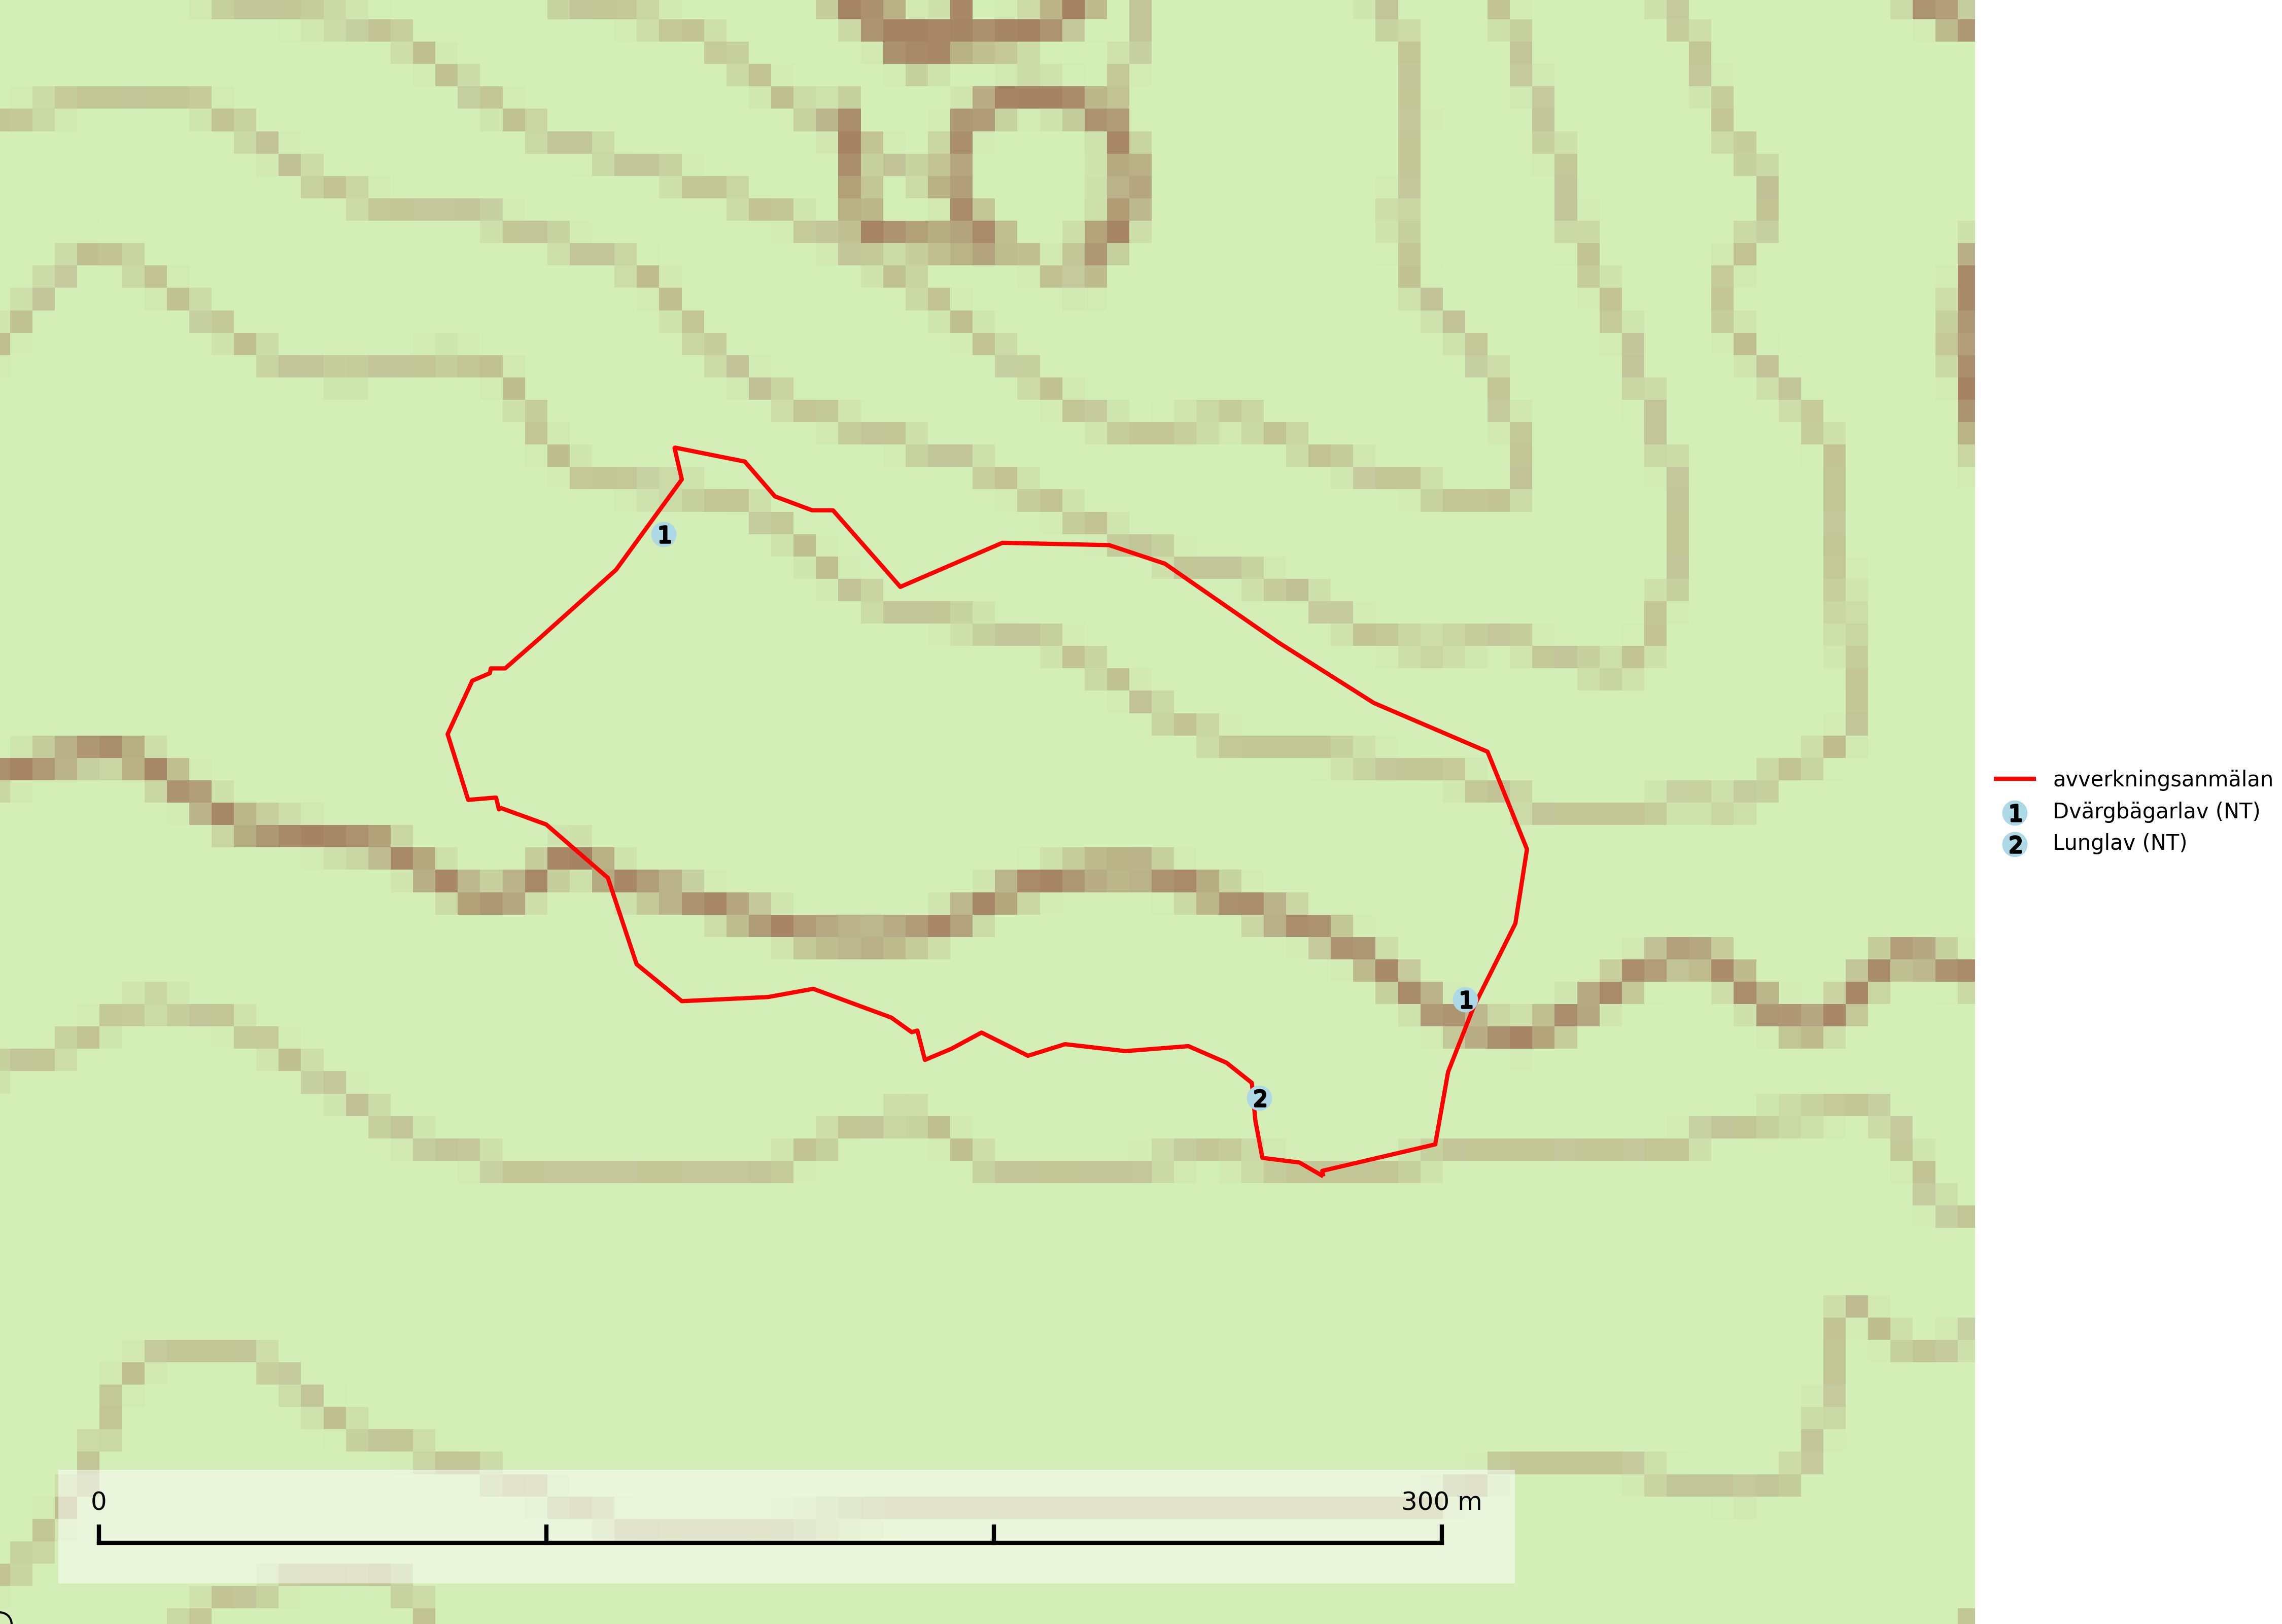 1
1
2
0 300 m
avverkningsanmälan
1 Dvärgbägarlav (NT)
2 Lunglav (NT)